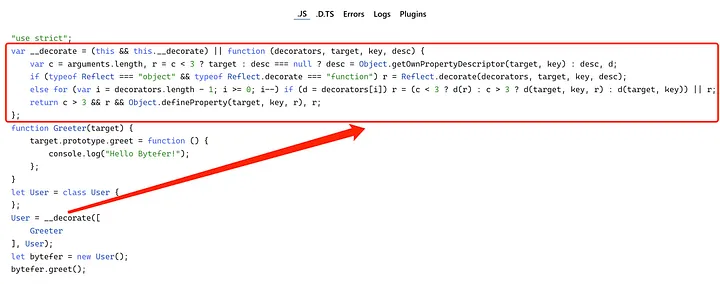 .JS .D.TS Errors Logs Plugins
"use strict";
var __decorate = (this && this.__decorate) || function (decorators, target, key, desc) {
    var c = arguments.length, r = c < 3 ? target : desc === null ? desc = Object.getOwnPropertyDescriptor(target, key) : desc, d;
    if (typeof Reflect === "object" && typeof Reflect.decorate === "function") r = Reflect.decorate(decorators, target, key, desc);
    else for (var i = decorators.length - 1; i >= 0; i--) if (d = decorators[i]) r = (c < 3 ? d(r) : c > 3 ? d(target, key, r) : d(target, key)) || r;
    return c > 3 && r && Object.defineProperty(target, key, r), r;
};
function Greeter(target) {
    target.prototype.greet = function () {
        console.log("Hello Bytefer!");
    };
}
let User = class User {
};
User = __decorate([
    Greeter
], User);
let bytefer = new User();
bytefer.greet();